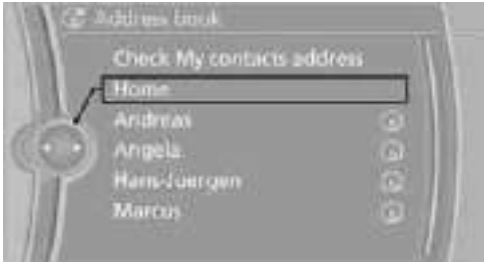 Address book
Check My contacts address
Home
Andreas
Angela
Hans-Juergen
Marcus